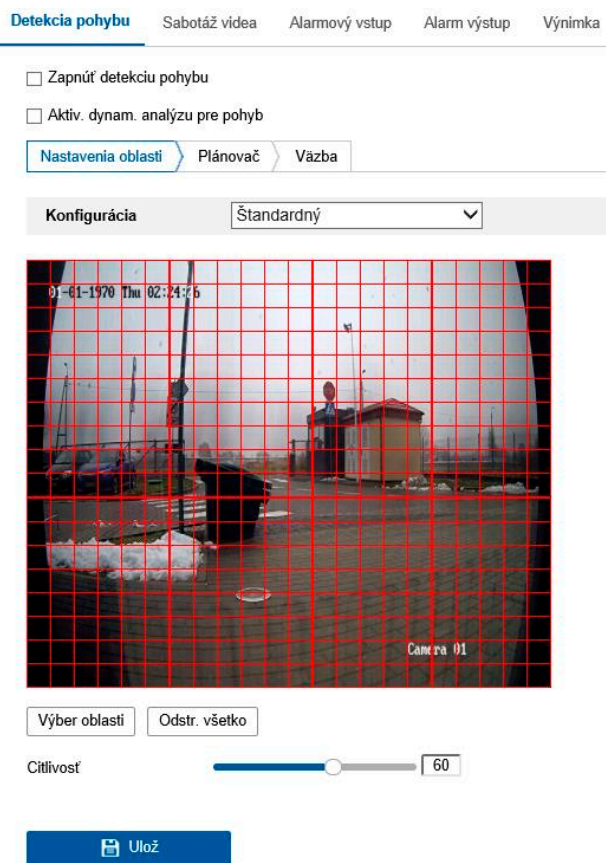 Detekcia pohybu Sabotáž videa Alarmový vstup Alarm výstup Výnimka
Zapnúť detekciu pohybu
Aktiv. dynam. analýzu pre pohyb
Nastavenia oblasti Plánovač Väzba
Konfigurácia Štandardný
01-01-1970 Thu 02:24:26
Camera 01
Výber oblasti Odstr. všetko
Citlivosť 60
Ulož